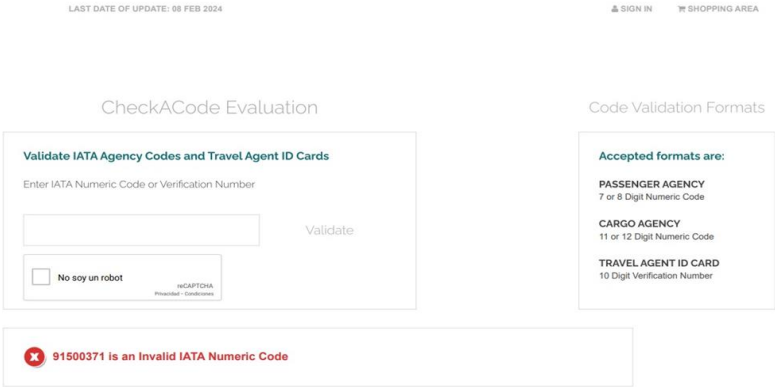 LAST DATE OF UPDATE: 08 FEB 2024
SIGN IN
SHOPPING AREA
CheckACode Evaluation
Validate IATA Agency Codes and Travel Agent ID Cards
Enter IATA Numeric Code or Verification Number
Validate
No soy un robot
reCAPTCHA
Privacidad - Condiciones
Code Validation Formats
Accepted formats are:
PASSENGER AGENCY
7 or 8 Digit Numeric Code
CARGO AGENCY
11 or 12 Digit Numeric Code
TRAVEL AGENT ID CARD
10 Digit Verification Number
91500371 is an Invalid IATA Numeric Code